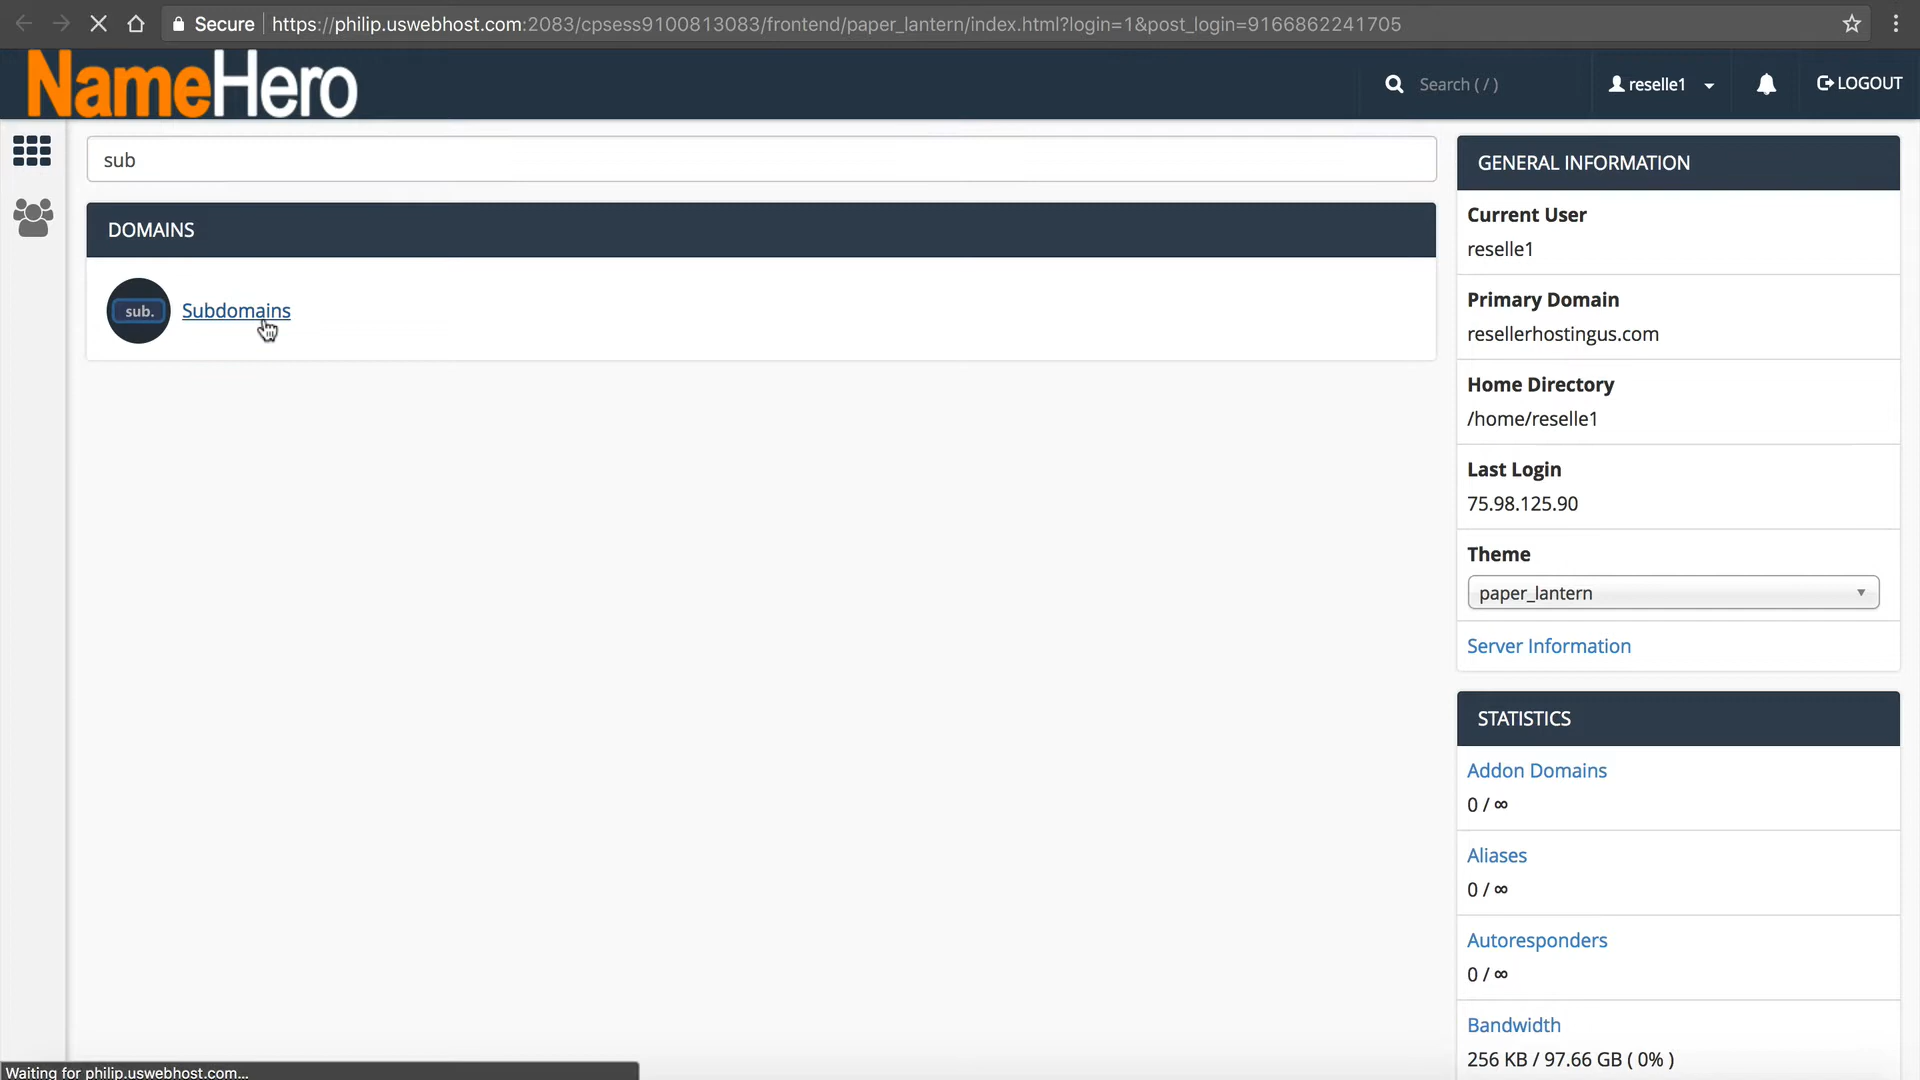 Secure | https://philip.uswebhost.com:2083/cpsess9100813083/frontend/paper_lantern/index.html?login=1&post_login=9166862241705
NameHero
Search ( / )
reselle1
LOGOUT
sub
DOMAINS
sub.
Subdomains
GENERAL INFORMATION
Current User
reselle1
Primary Domain
resellerhostingus.com
Home Directory
/home/reselle1
Last Login
75.98.125.90
Theme
paper_lantern
Server Information
STATISTICS
Addon Domains
0 / ∞
Aliases
0 / ∞
Autoresponders
0 / ∞
Bandwidth
256 KB / 97.66 GB ( 0% )
Waiting for philip.uswebhost.com...